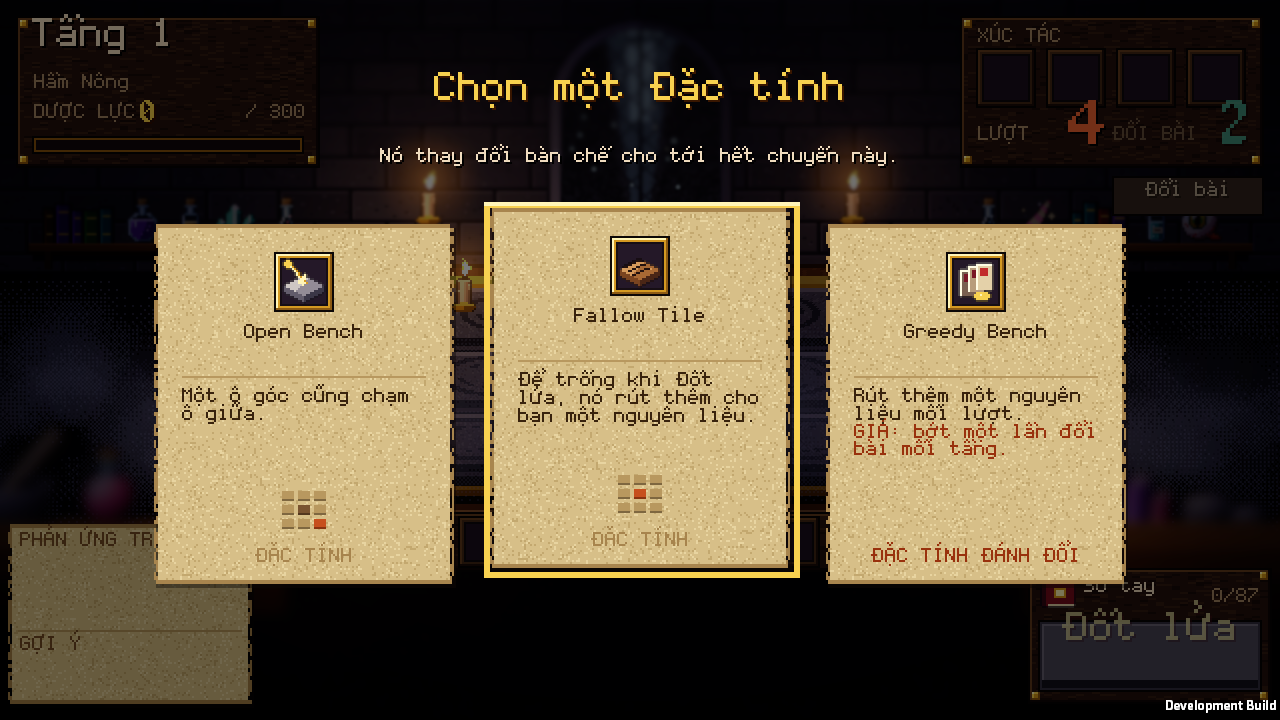 Tầng 1
Hầm Nông
DƯỢC LỰC 0 / 300
Chọn một Đặc tính
Nó thay đổi bàn chế cho tới hết chuyến này.
XÚC TÁC
LƯỢT 4 ĐỔI BÀI 2
Đổi bài
Open Bench
Một ô góc cũng chạm
ô giữa.
ĐẶC TÍNH
Fallow Tile
Để trống khi Đốt
lửa, nó rút thêm cho
bạn một nguyên liệu.
ĐẶC TÍNH
Greedy Bench
Rút thêm một nguyên
liệu mỗi lượt.
GIÁ: bớt một lần đổi
bài mỗi tầng.
ĐẶC TÍNH ĐÁNH ĐỔI
PHẢN ỨNG TR
GỢI Ý
Sổ tay 0/87
Đốt lửa
Development Build